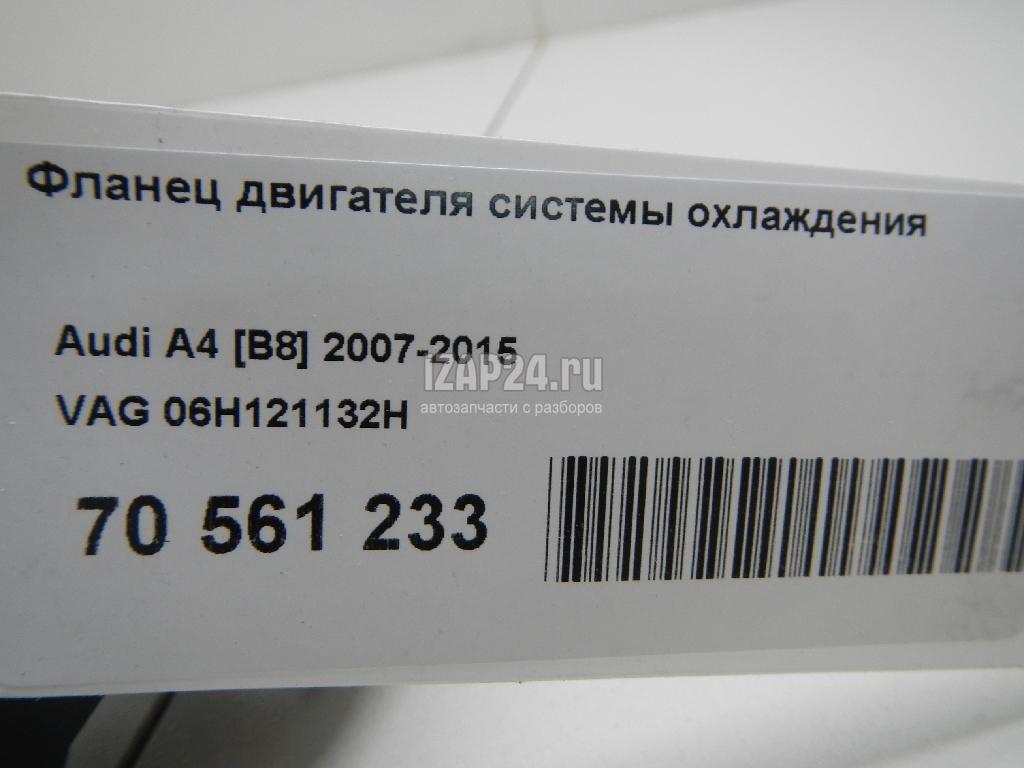 Фланец двигателя системы охлаждения
Audi A4 [B8] 2007-2015
iZAP24.ru
автозапчасти с разборов
VAG 06H121132H
70 561 233